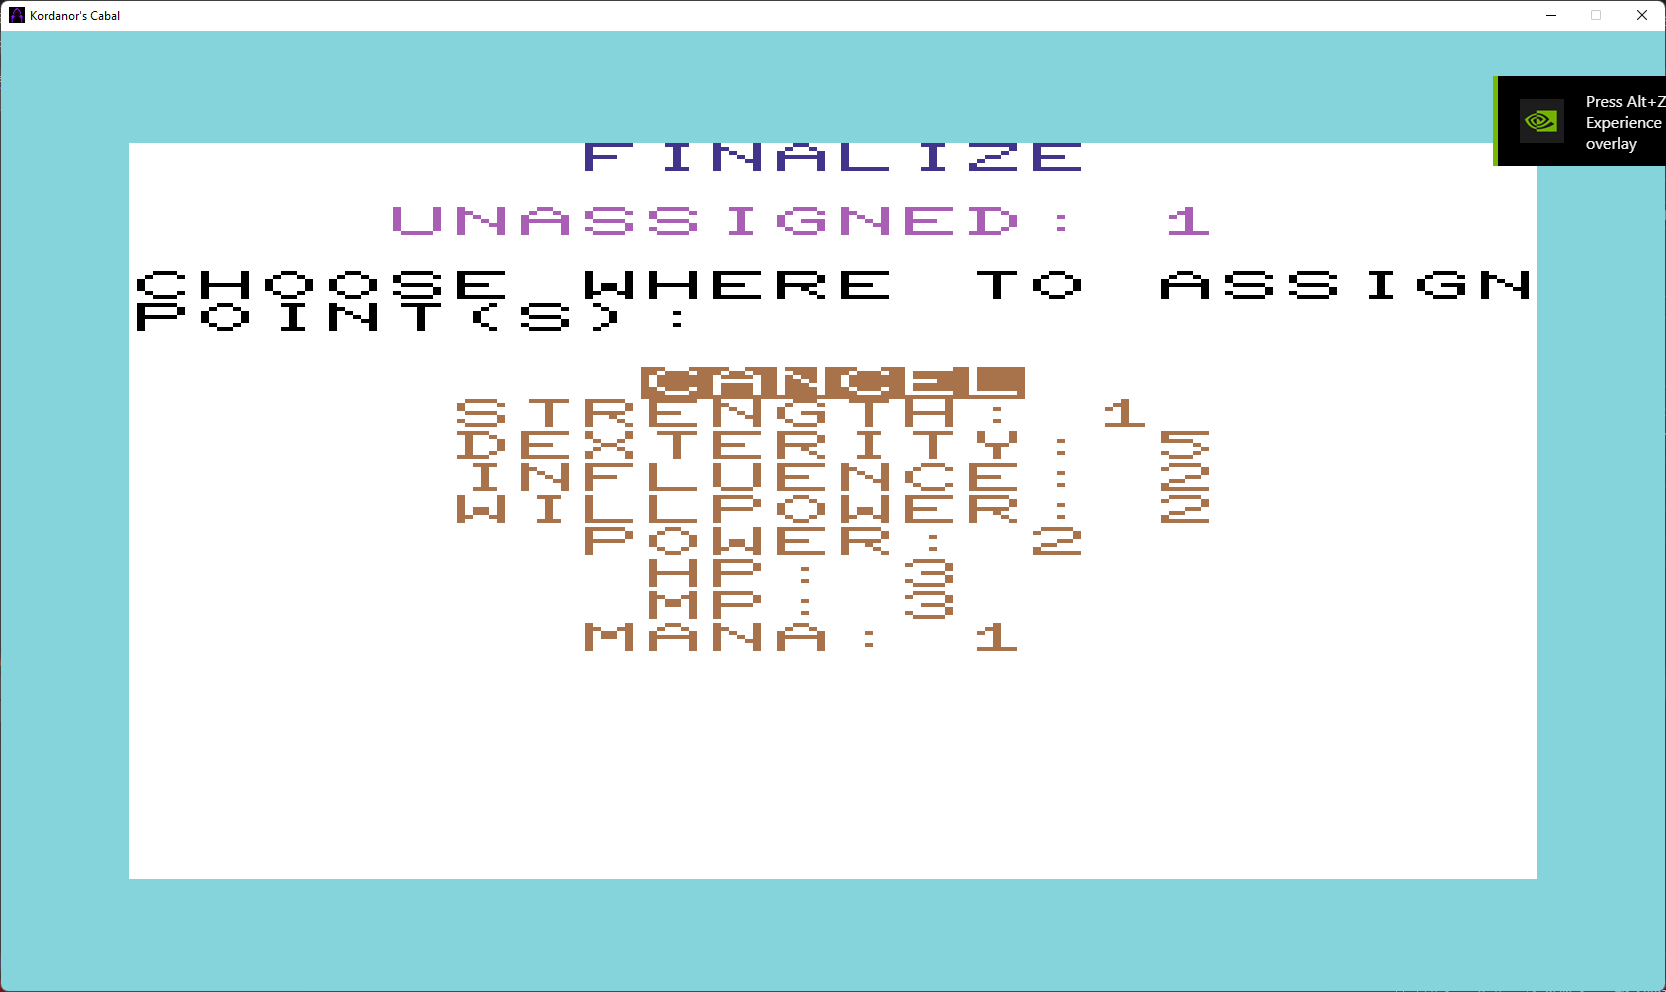 Kordanor's Cabal
Press Alt+Z
Experience
overlay
FINALIZE
UNASSIGNED: 1
CHOOSE WHERE TO ASSIGN
POINT(S):
CANCEL
STRENGTH: 1
DEXTERITY: 5
INFLUENCE: 2
WILLPOWER: 2
POWER: 2
HP: 3
MP: 3
MANA: 1